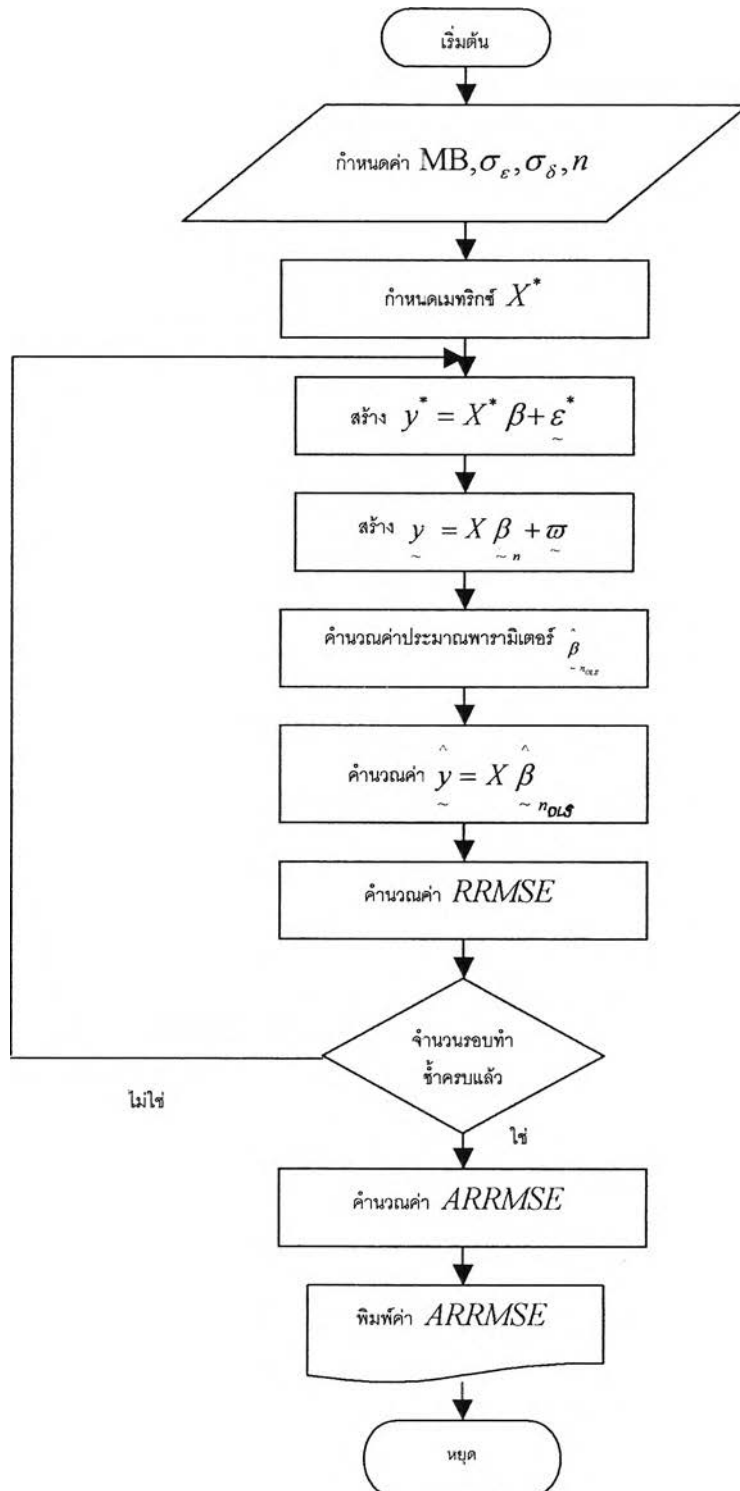 เริ่มต้น
กำหนดค่า MB, σ_ε, σ_δ, n
กำหนดเมทริกซ์ X*
สร้าง y* = X* β + ε̰*
สร้าง y̰ = X β̰_n + ϖ̰
คำนวณค่าประมาณพารามิเตอร์ β̰̂_n_OLS
คำนวณค่า ŷ̰ = X β̰̂_n_OLS
คำนวณค่า RRMSE
จำนวนรอบทำ
ซ้ำครบแล้ว
ไม่ใช่
ใช่
คำนวณค่า ARRMSE
พิมพ์ค่า ARRMSE
หยุด